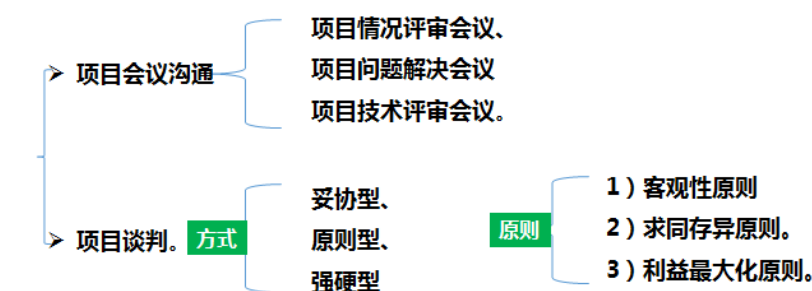 项目情况评审会议、
项目会议沟通
项目问题解决会议
项目技术评审会议。
妥协型、
项目谈判。
方式
原则型、
强硬型
原则
1）客观性原则
2）求同存异原则。
3）利益最大化原则。